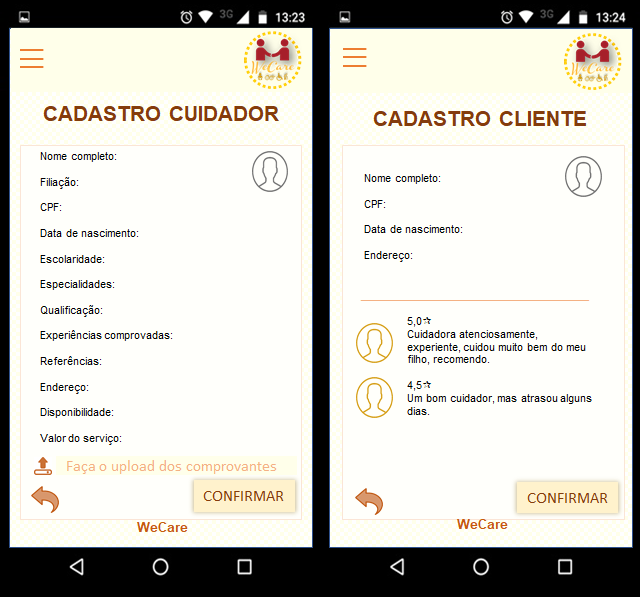 3G 13:23
WeCare
CADASTRO CUIDADOR
Nome completo:
Filiação:
CPF:
Data de nascimento:
Escolaridade:
Especialidades:
Qualificação:
Experiências comprovadas:
Referências:
Endereço:
Disponibilidade:
Valor do serviço:
Faça o upload dos comprovantes
CONFIRMAR
WeCare
3G 13:24
WeCare
CADASTRO CLIENTE
Nome completo:
CPF:
Data de nascimento:
Endereço:
5,0☆
Cuidadora atenciosamente,
experiente, cuidou muito bem do meu
filho, recomendo.
4,5☆
Um bom cuidador, mas atrasou alguns
dias.
CONFIRMAR
WeCare